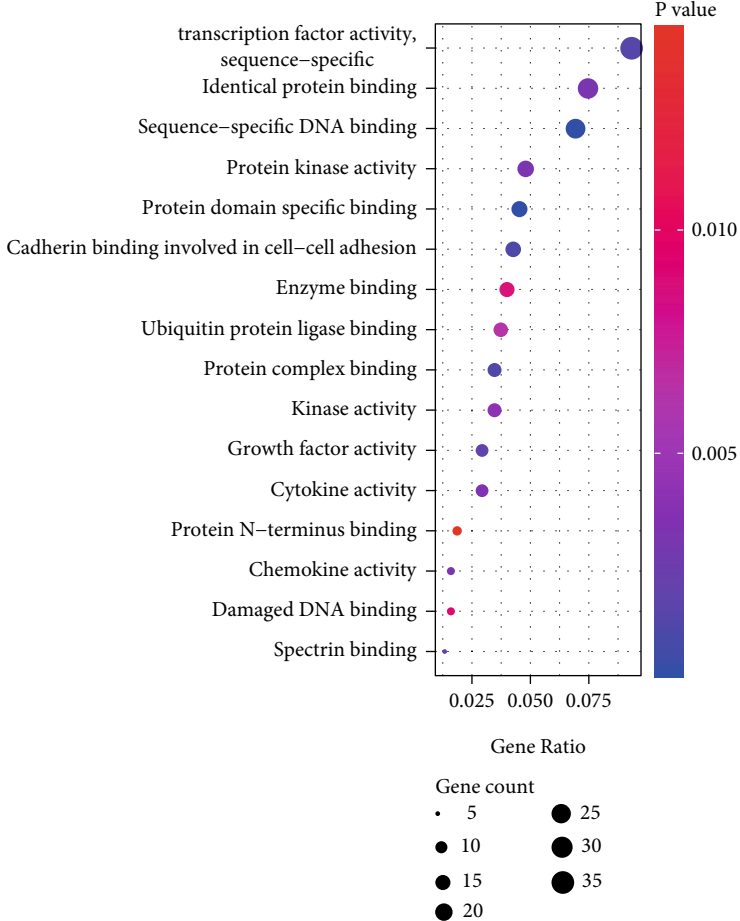 P value
transcription factor activity,
sequence−specific
Identical protein binding
Sequence−specific DNA binding
Protein kinase activity
Protein domain specific binding
Cadherin binding involved in cell−cell adhesion
Enzyme binding
Ubiquitin protein ligase binding
Protein complex binding
Kinase activity
Growth factor activity
Cytokine activity
Protein N−terminus binding
Chemokine activity
Damaged DNA binding
Spectrin binding
0.010
0.005
0.025 0.050 0.075
Gene Ratio
Gene count
5 25
10 30
15 35
20